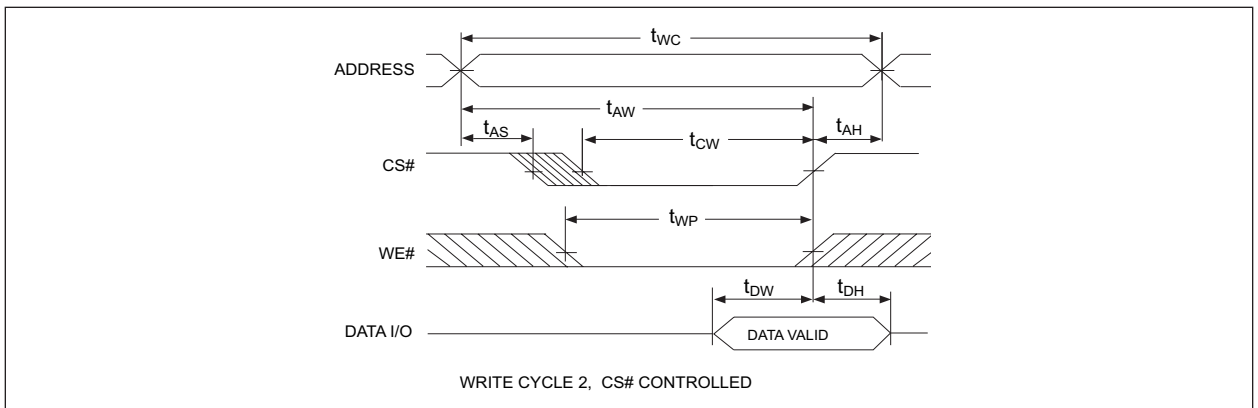 tWC
ADDRESS
tAW
tAS
tCW
tAH
CS#
tWP
WE#
tDW
tDH
DATA I/O
DATA VALID
WRITE CYCLE 2, CS# CONTROLLED